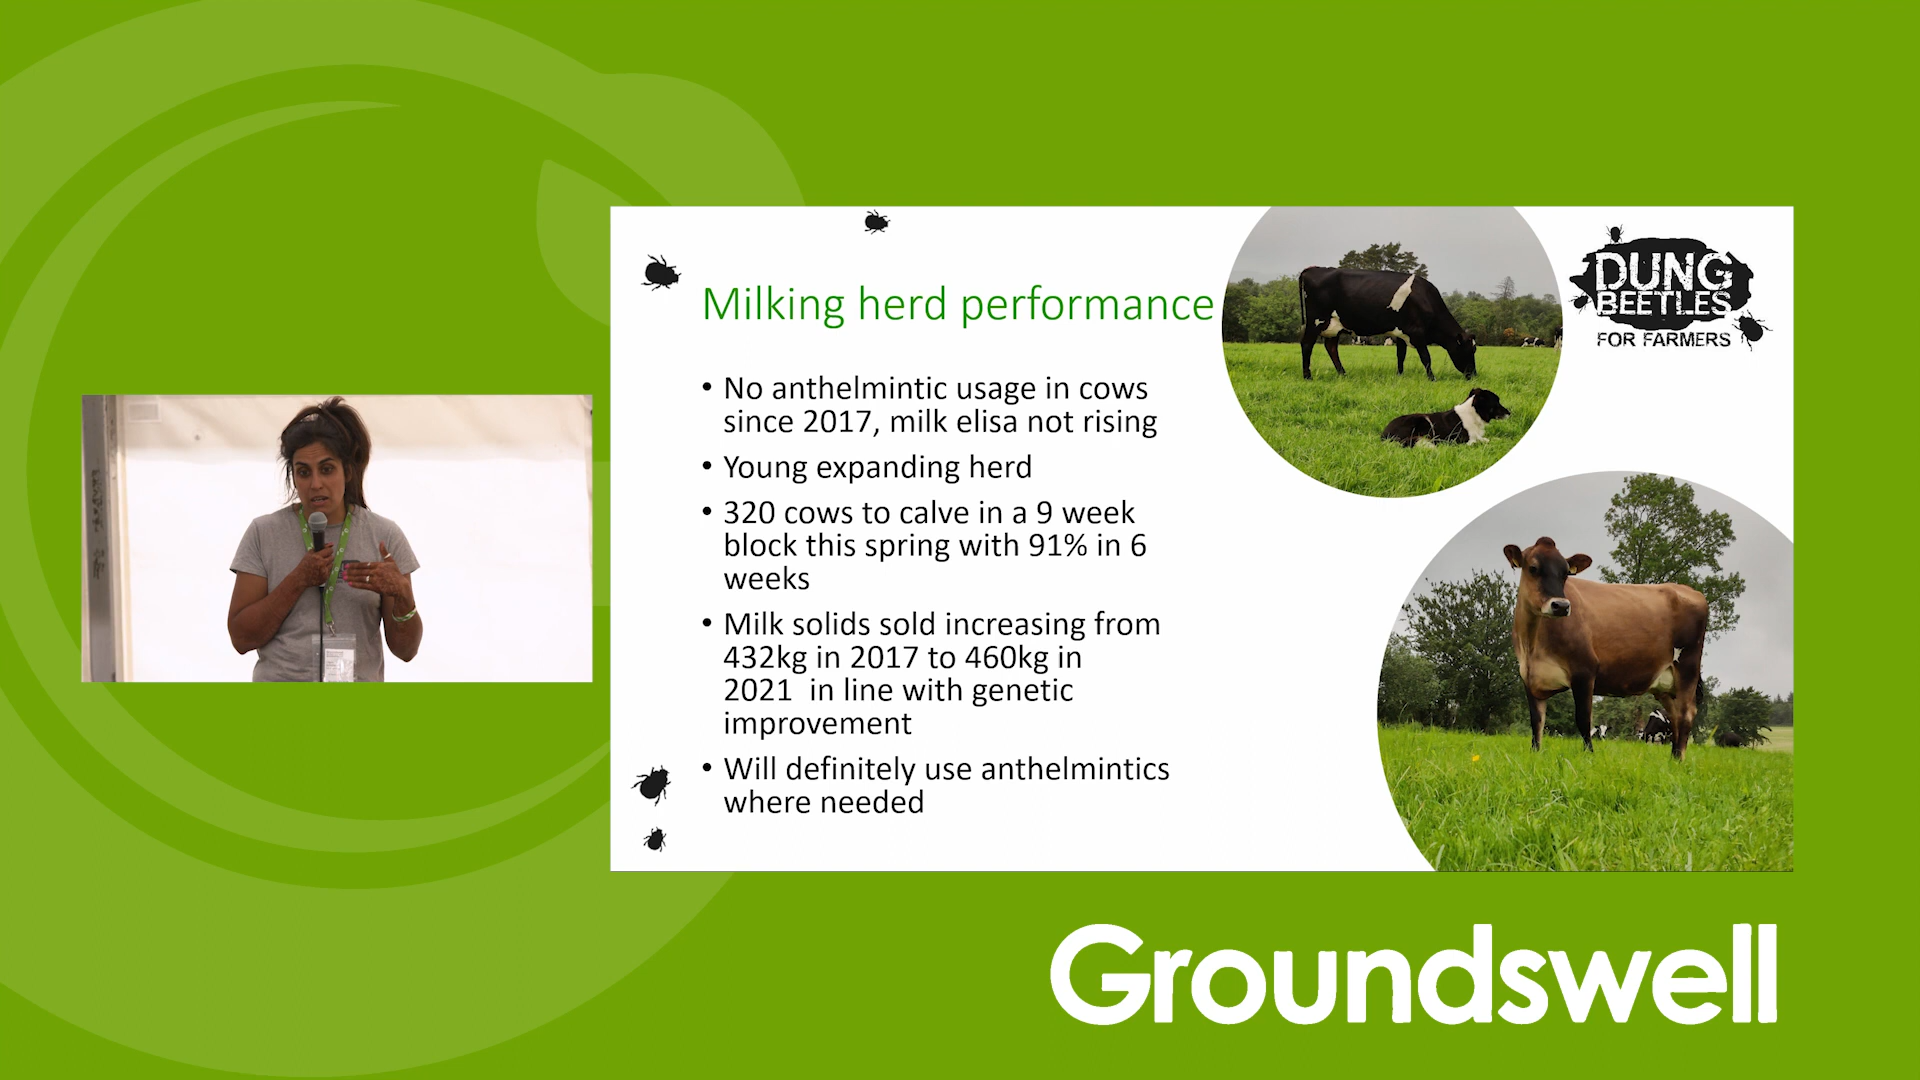 DUNG
BEETLES
FOR FARMERS
Milking herd performance
• No anthelmintic usage in cows
since 2017, milk elisa not rising
• Young expanding herd
• 320 cows to calve in a 9 week
block this spring with 91% in 6
weeks
• Milk solids sold increasing from
432kg in 2017 to 460kg in
2021 in line with genetic
improvement
• Will definitely use anthelmintics
where needed
Groundswell